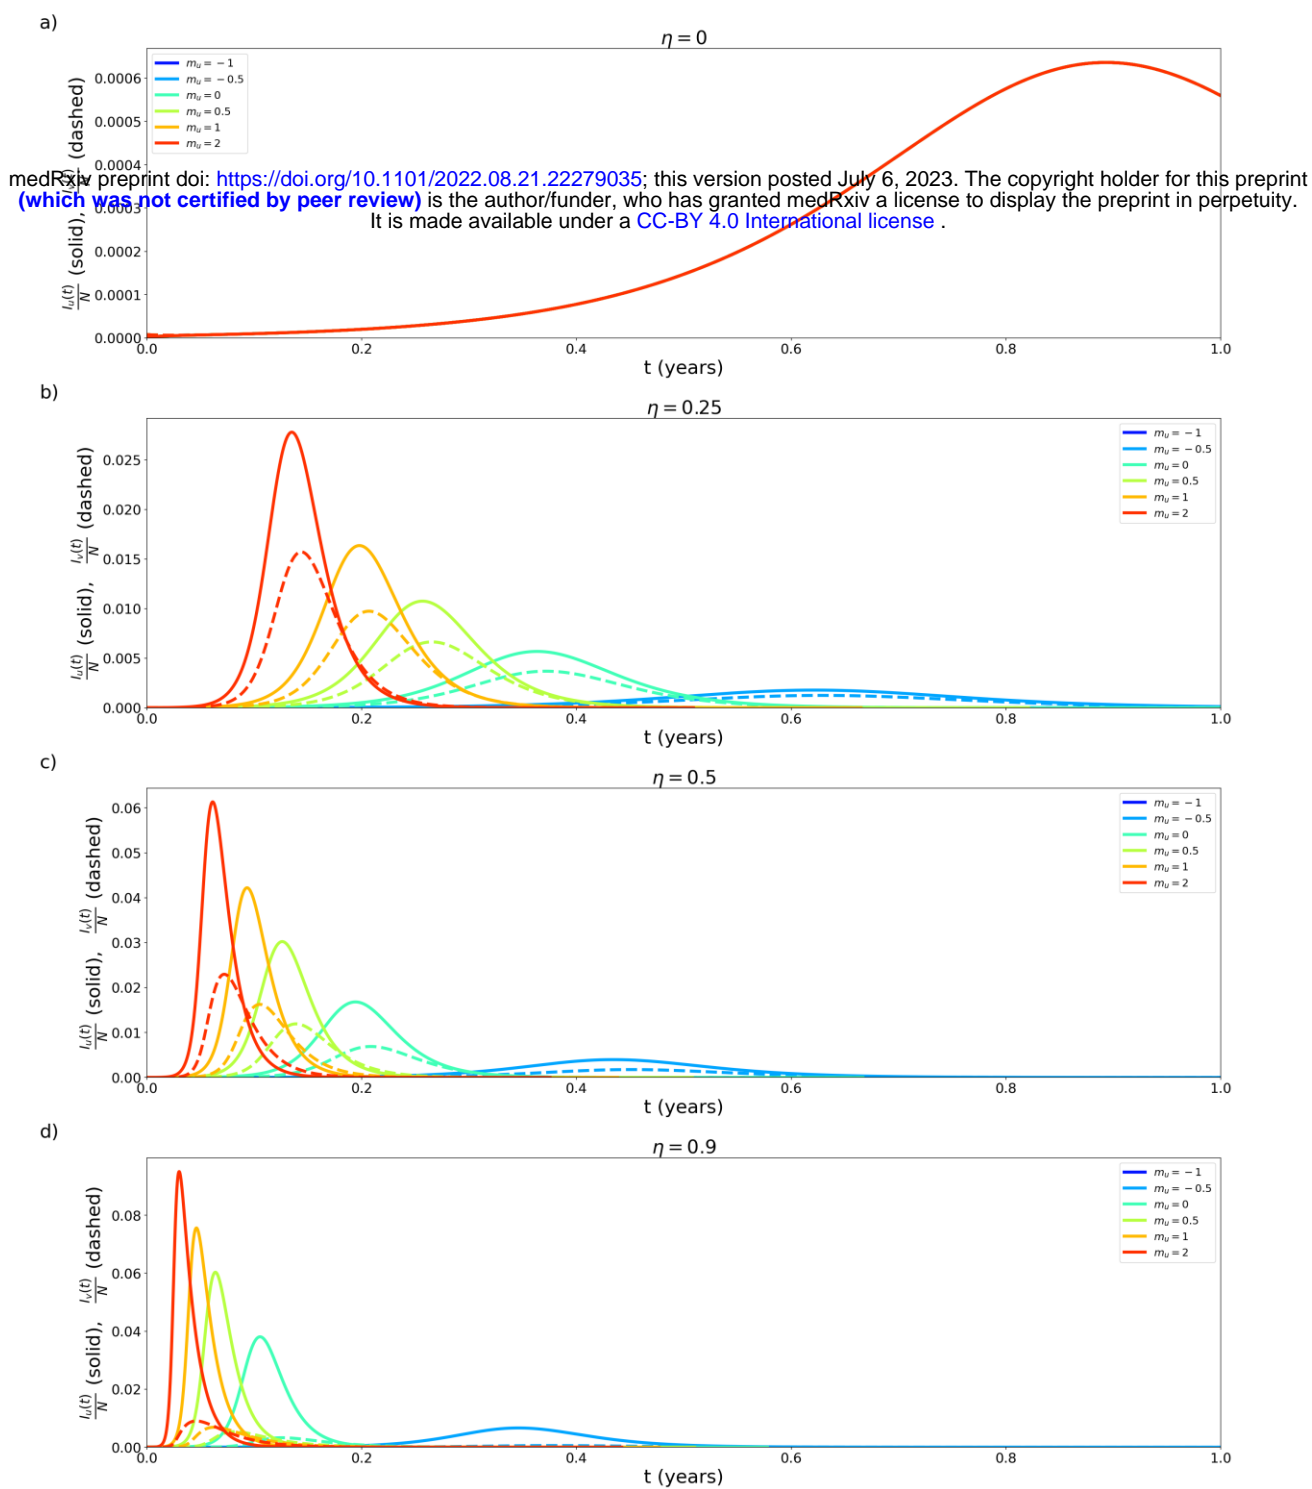 a)
η = 0
m_u = −1
m_u = −0.5
m_u = 0
m_u = 0.5
m_u = 1
m_u = 2
I_u(t)/N (solid), (dashed)
0.0006
0.0005
0.0004
0.0003
0.0002
0.0001
0.0000
medRxiv preprint doi: https://doi.org/10.1101/2022.08.21.22279035; this version posted July 6, 2023. The copyright holder for this preprint
(which was not certified by peer review) is the author/funder, who has granted medRxiv a license to display the preprint in perpetuity.
It is made available under a CC-BY 4.0 International license .
0.0 0.2 0.4 0.6 0.8 1.0
t (years)
b)
η = 0.25
I_u(t)/N (solid), I_v(t)/N (dashed)
0.025
0.020
0.015
0.010
0.005
0.000
m_u = −1
m_u = −0.5
m_u = 0
m_u = 0.5
m_u = 1
m_u = 2
0.0 0.2 0.4 0.6 0.8 1.0
t (years)
c)
η = 0.5
I_u(t)/N (solid), I_v(t)/N (dashed)
0.06
0.05
0.04
0.03
0.02
0.01
0.00
m_u = −1
m_u = −0.5
m_u = 0
m_u = 0.5
m_u = 1
m_u = 2
0.0 0.2 0.4 0.6 0.8 1.0
t (years)
d)
η = 0.9
I_u(t)/N (solid), I_v(t)/N (dashed)
0.08
0.06
0.04
0.02
0.00
m_u = −1
m_u = −0.5
m_u = 0
m_u = 0.5
m_u = 1
m_u = 2
0.0 0.2 0.4 0.6 0.8 1.0
t (years)